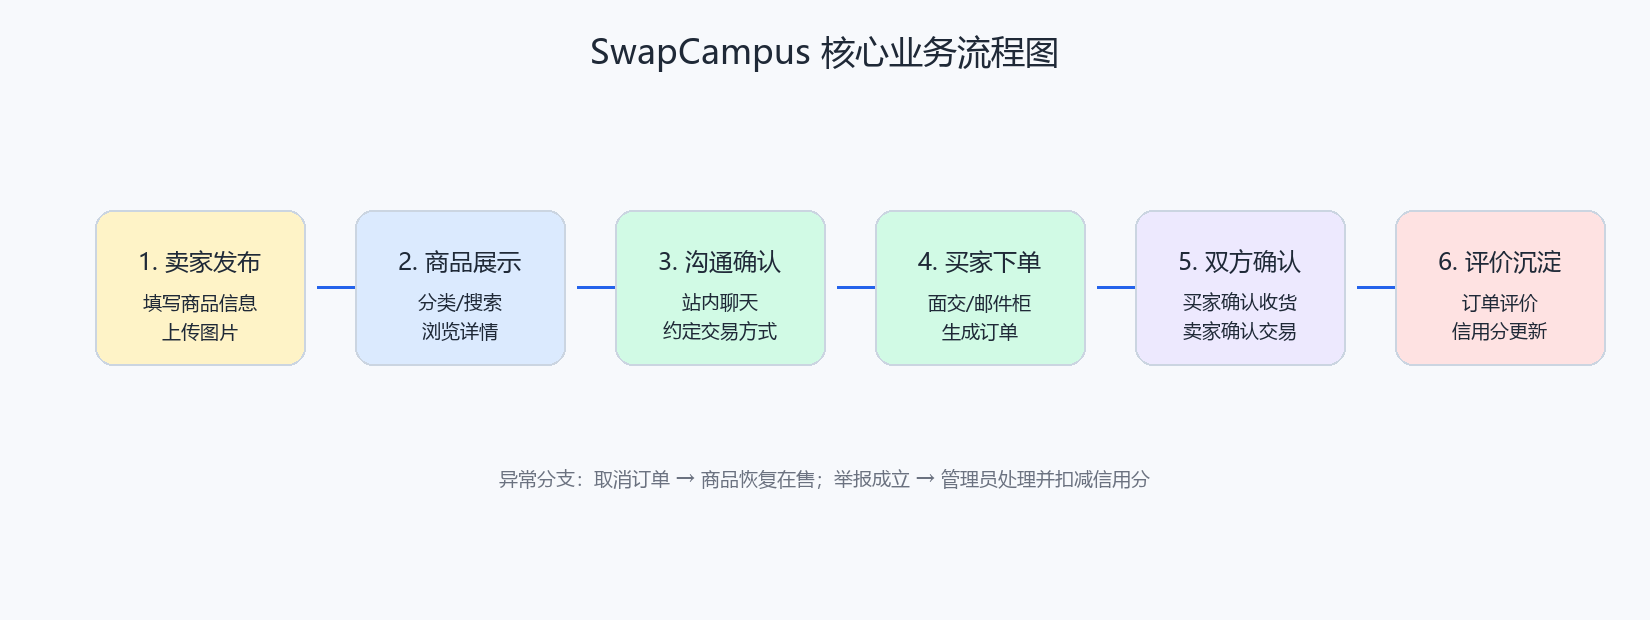 SwapCampus 核心业务流程图
1. 卖家发布
填写商品信息
上传图片
2. 商品展示
分类/搜索
浏览详情
3. 沟通确认
站内聊天
约定交易方式
4. 买家下单
面交/邮件柜
生成订单
5. 双方确认
买家确认收货
卖家确认交易
6. 评价沉淀
订单评价
信用分更新
异常分支：取消订单 → 商品恢复在售；举报成立 → 管理员处理并扣减信用分